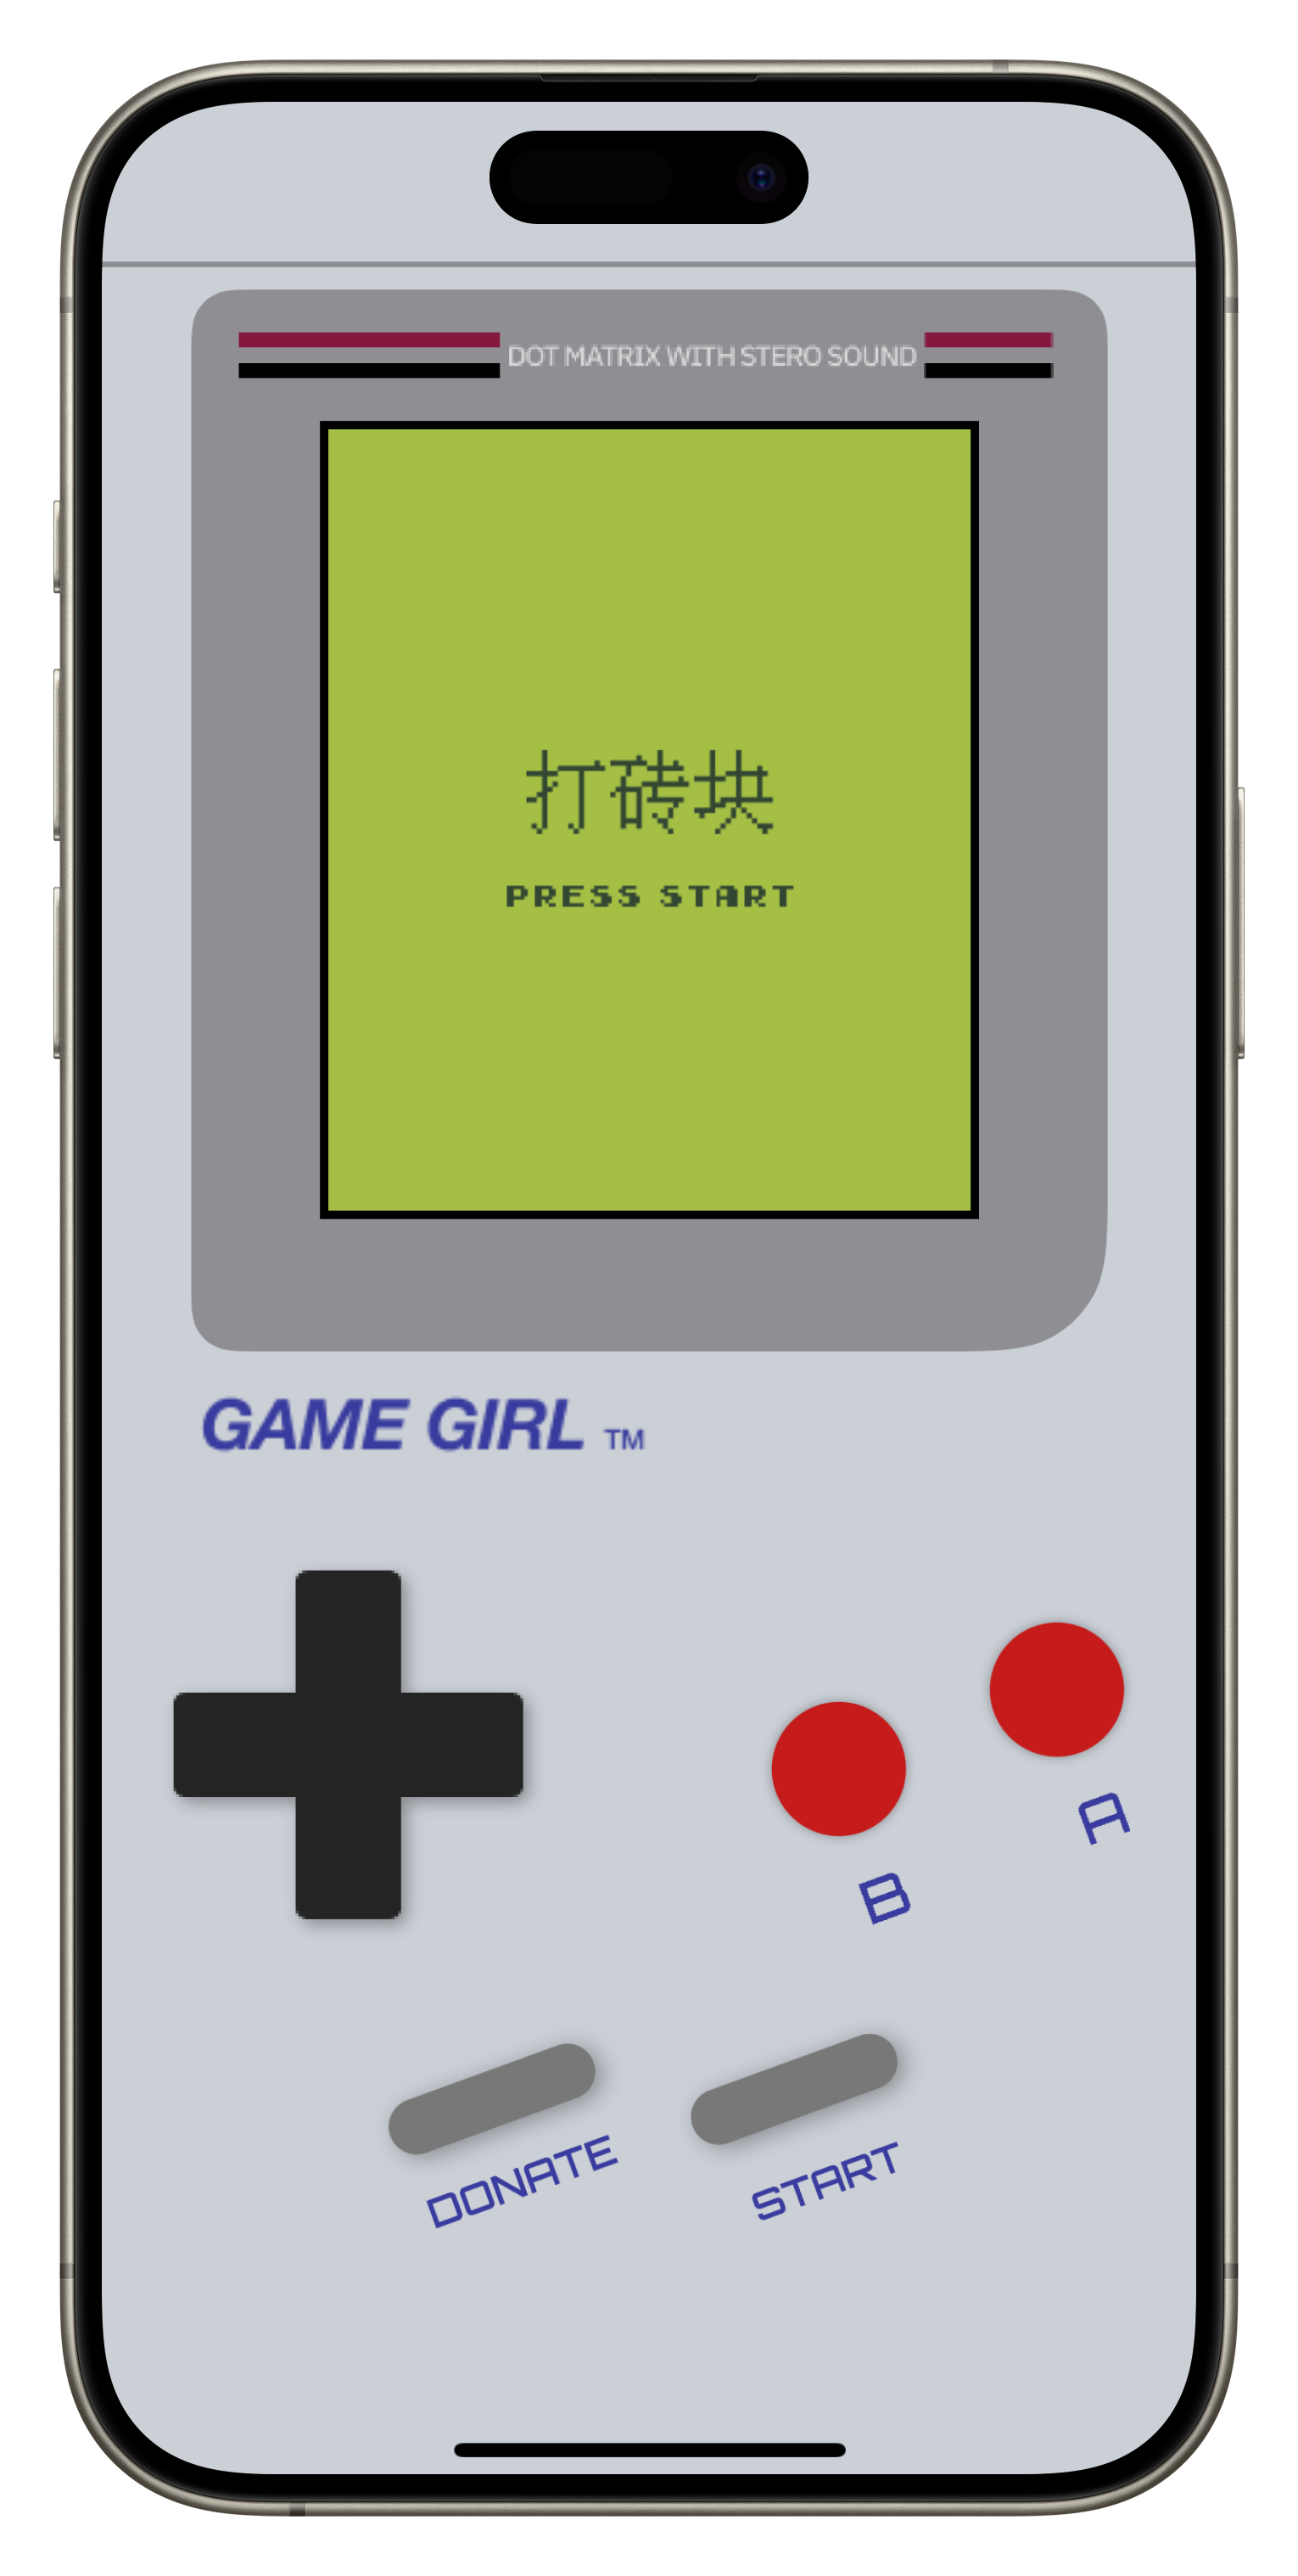 DOT MATRIX WITH STERO SOUND
打砖块
PRESS START
GAME GIRL TM
A
B
DONATE
START